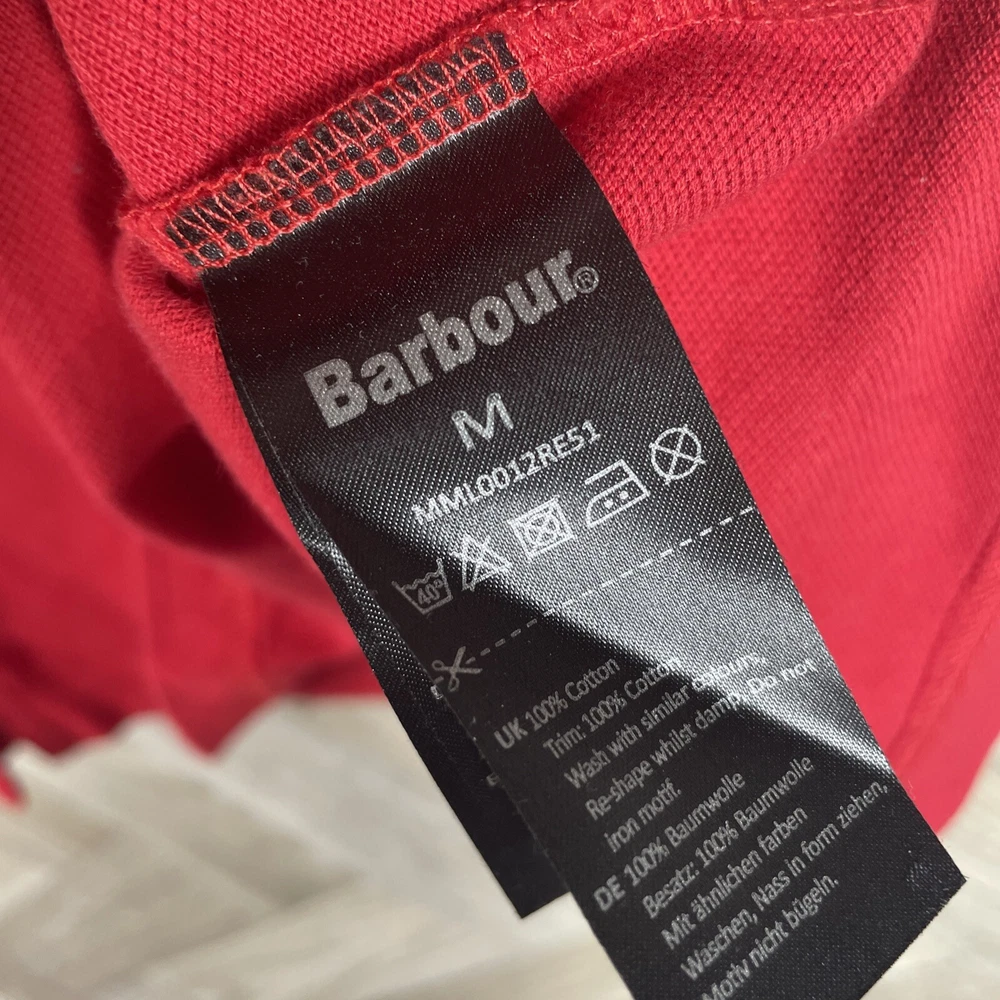 Barbour®
M
MML0012RE51
40°
UK 100% Cotton
Trim: 100% Cotton
Wash with similar colours,
Re-shape whilst damp, Do not
iron motif.
DE 100% Baumwolle
Besatz: 100% Baumwolle
Mit ähnlichen farben
Waschen, Nass in form ziehen,
Motiv nicht bügeln.